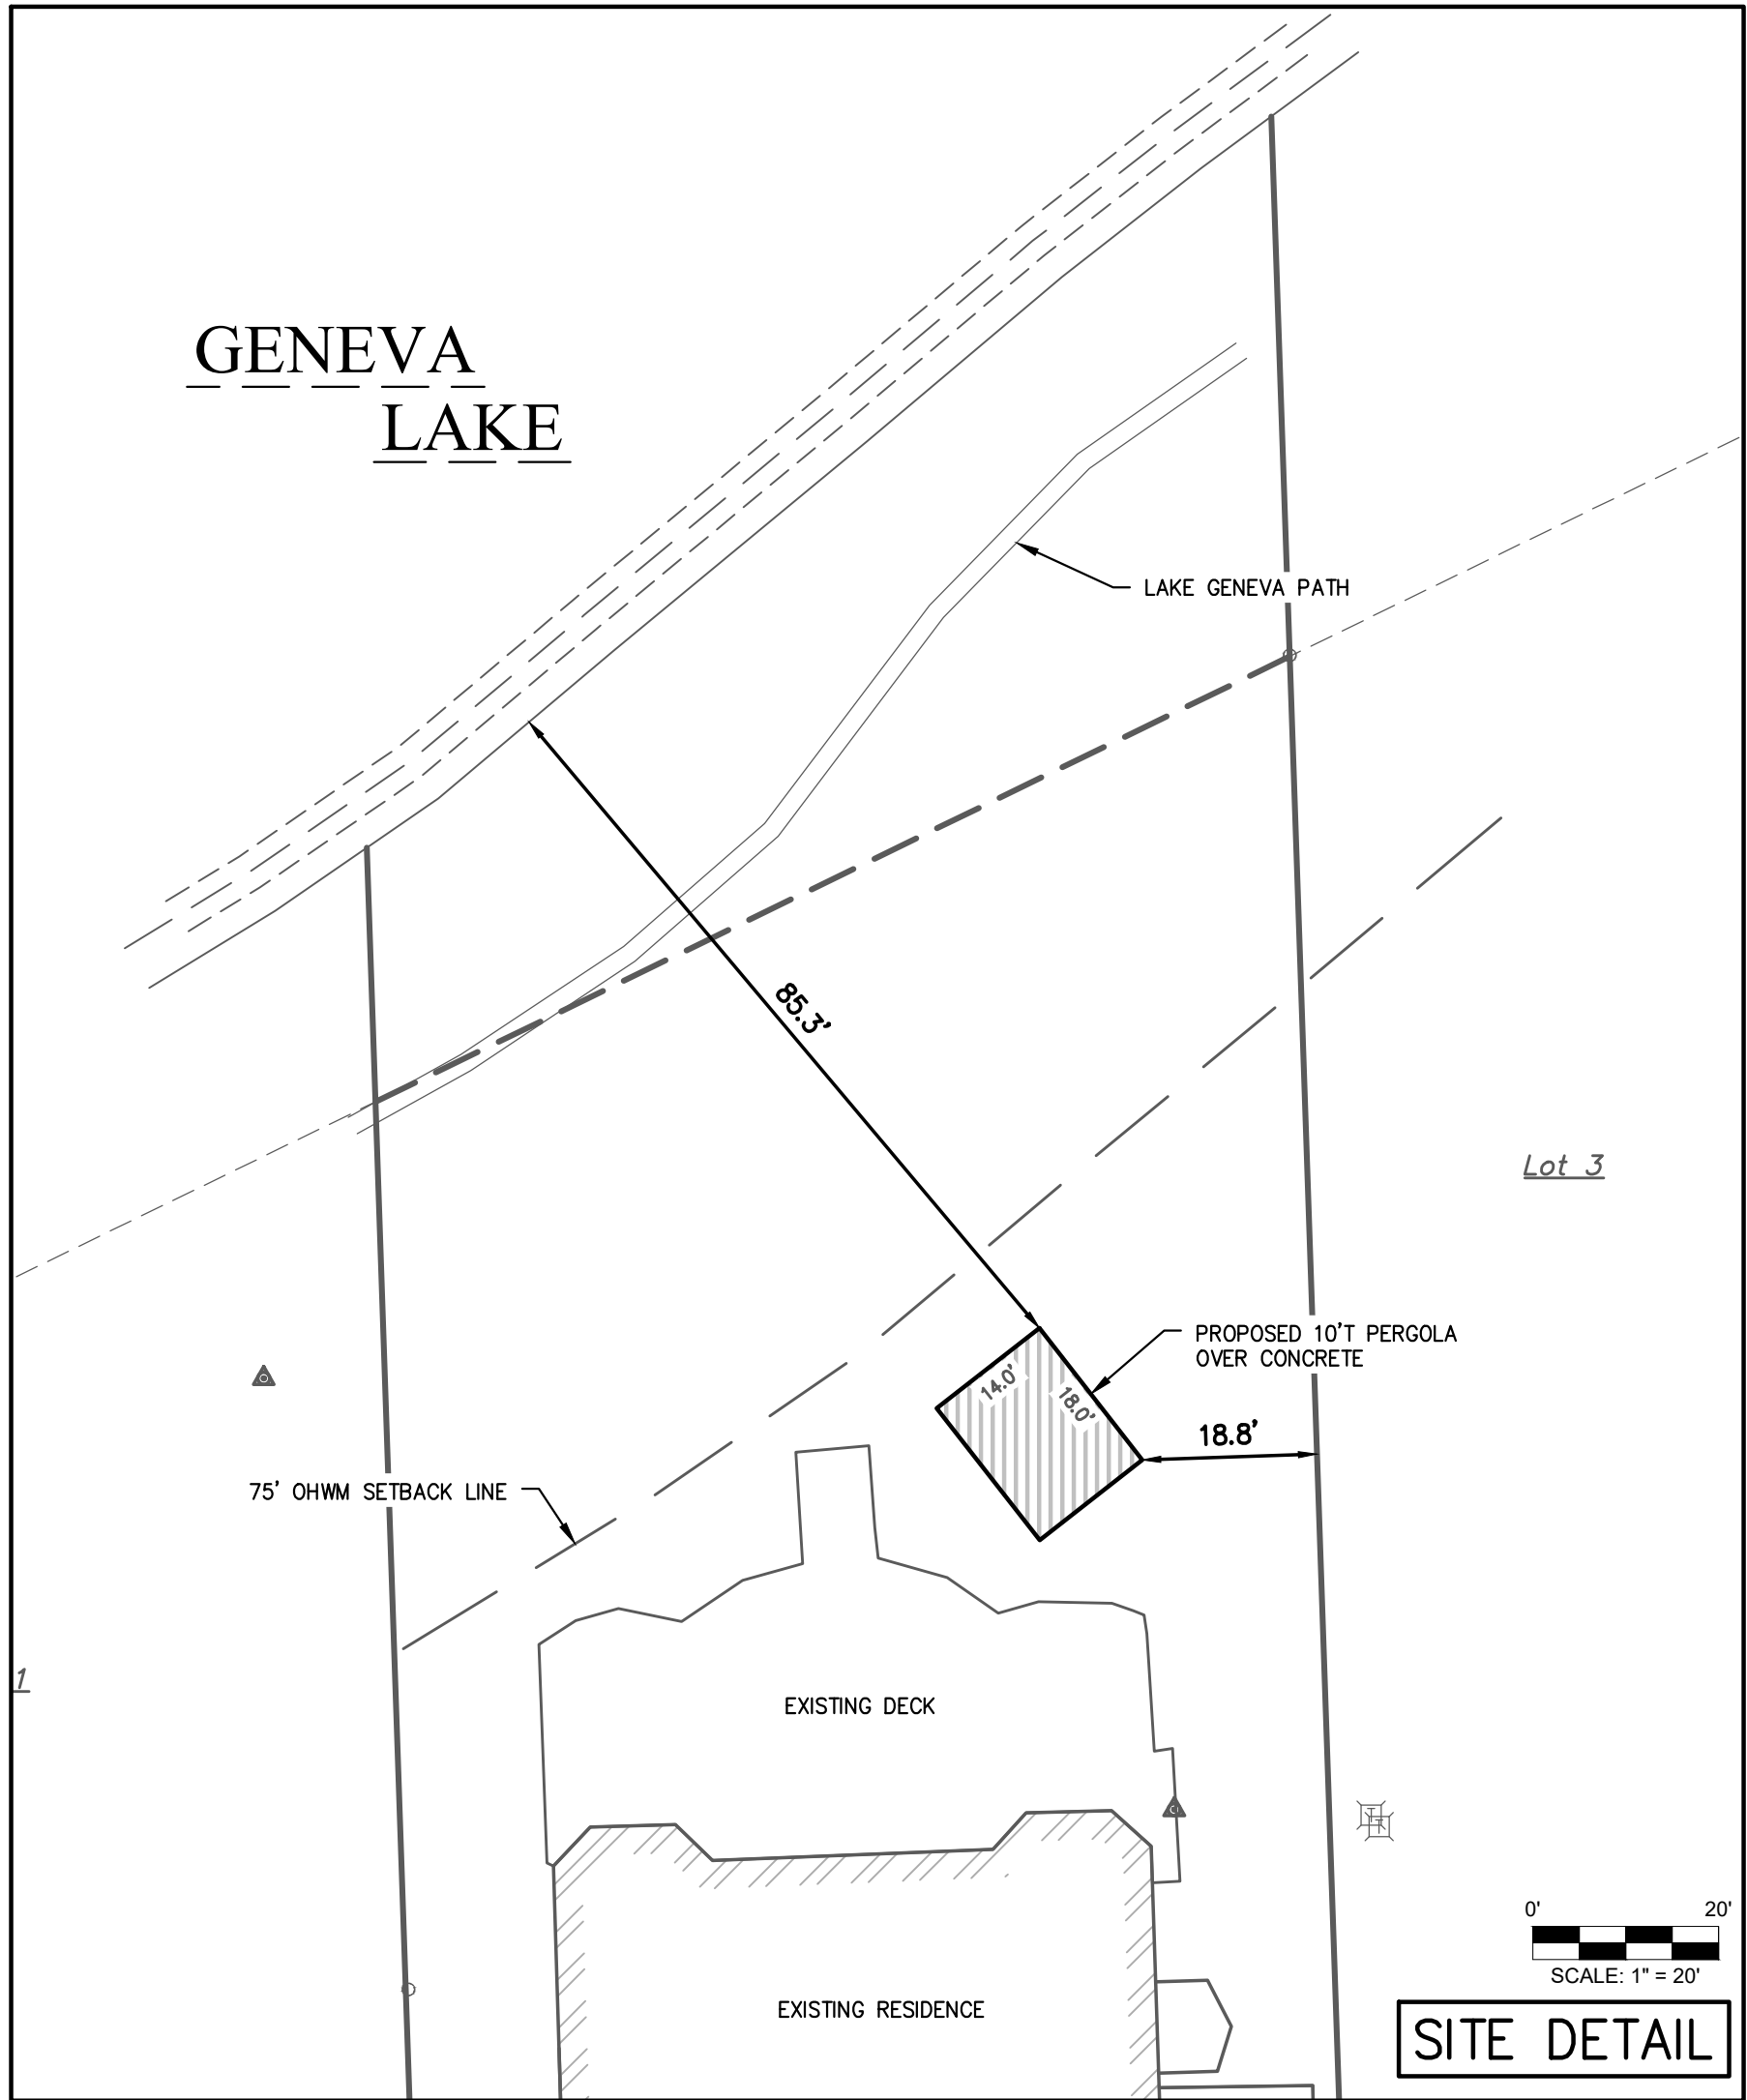 GENEVA
LAKE
LAKE GENEVA PATH
85.3'
Lot 3
PROPOSED 10'T PERGOLA
OVER CONCRETE
14.0'
18.0'
18.8'
75' OHWM SETBACK LINE
1
EXISTING DECK
T
T
0' 20'
SCALE: 1" = 20'
EXISTING RESIDENCE
SITE DETAIL